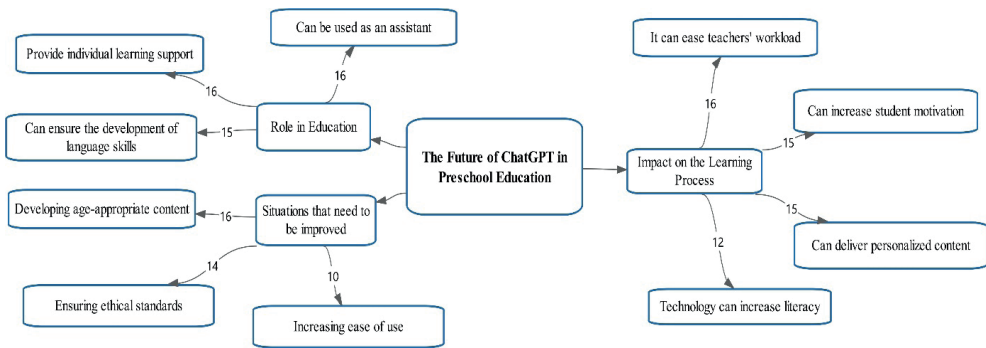 Can be used as an assistant
Provide individual learning support
16
16
Role in Education
Can ensure the development of
language skills
15
The Future of ChatGPT in
Preschool Education
Developing age-appropriate content
16
Situations that need to
be improved
14
10
Ensuring ethical standards
Increasing ease of use
It can ease teachers' workload
16
Can increase student motivation
15
Impact on the Learning
Process
15
Can deliver personalized content
12
Technology can increase literacy